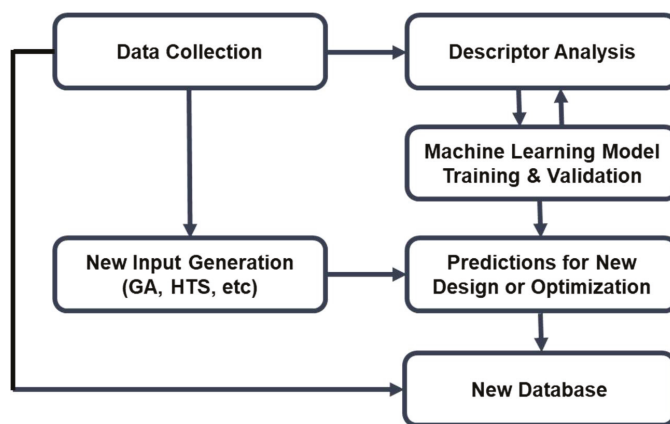 Data Collection
Descriptor Analysis
Machine Learning Model
Training & Validation
New Input Generation
(GA, HTS, etc)
Predictions for New
Design or Optimization
New Database